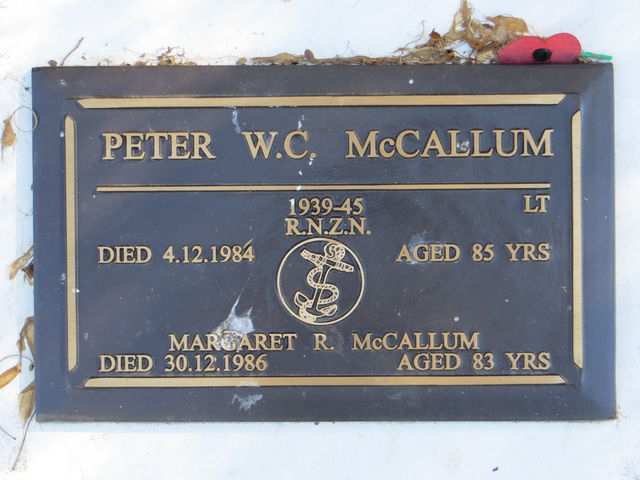 PETER W.C. McCALLUM
1939-45 LT
R.N.Z.N.
DIED 4.12.1984 AGED 85 YRS
MARGARET R. McCALLUM
DIED 30.12.1986 AGED 83 YRS